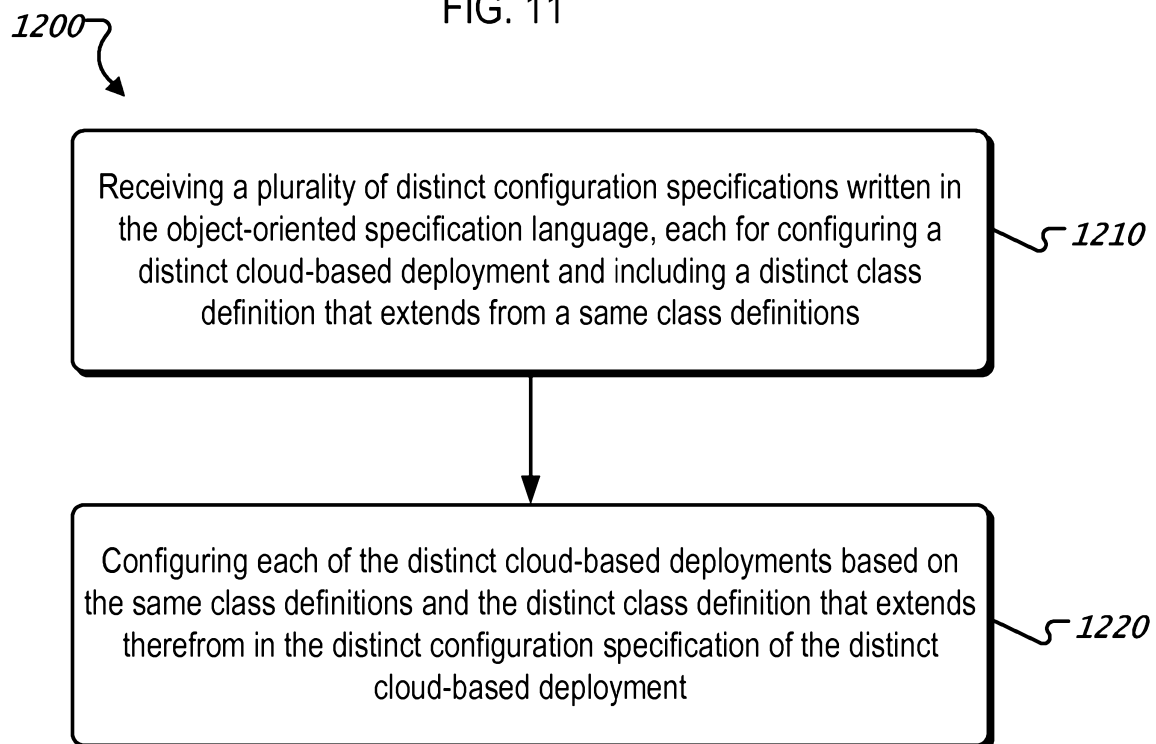 FIG. 11
1200
Receiving a plurality of distinct configuration specifications written in
the object-oriented specification language, each for configuring a
distinct cloud-based deployment and including a distinct class
definition that extends from a same class definitions
1210
Configuring each of the distinct cloud-based deployments based on
the same class definitions and the distinct class definition that extends
therefrom in the distinct configuration specification of the distinct
cloud-based deployment
1220